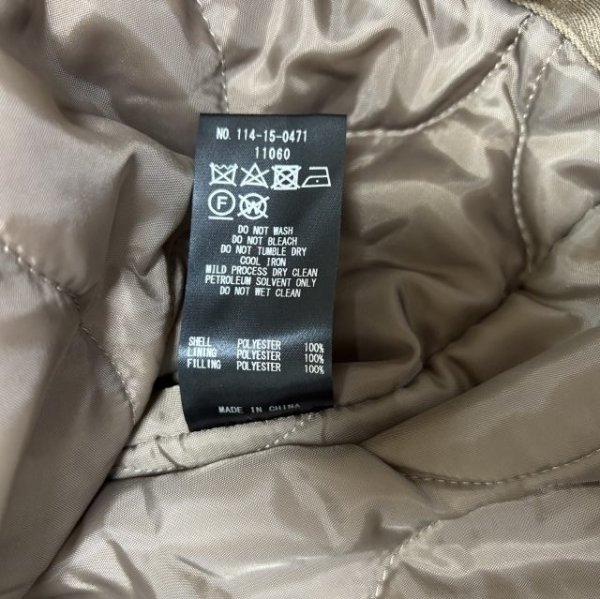 NO. 114-15-0471
11060
F W
DO NOT WASH
DO NOT BLEACH
DO NOT TUMBLE DRY
COOL IRON
MILD PROCESS DRY CLEAN
PETROLEUM SOLVENT ONLY
DO NOT WET CLEAN
SHELL POLYESTER 100%
LINING POLYESTER 100%
FILLING POLYESTER 100%
MADE IN CHINA